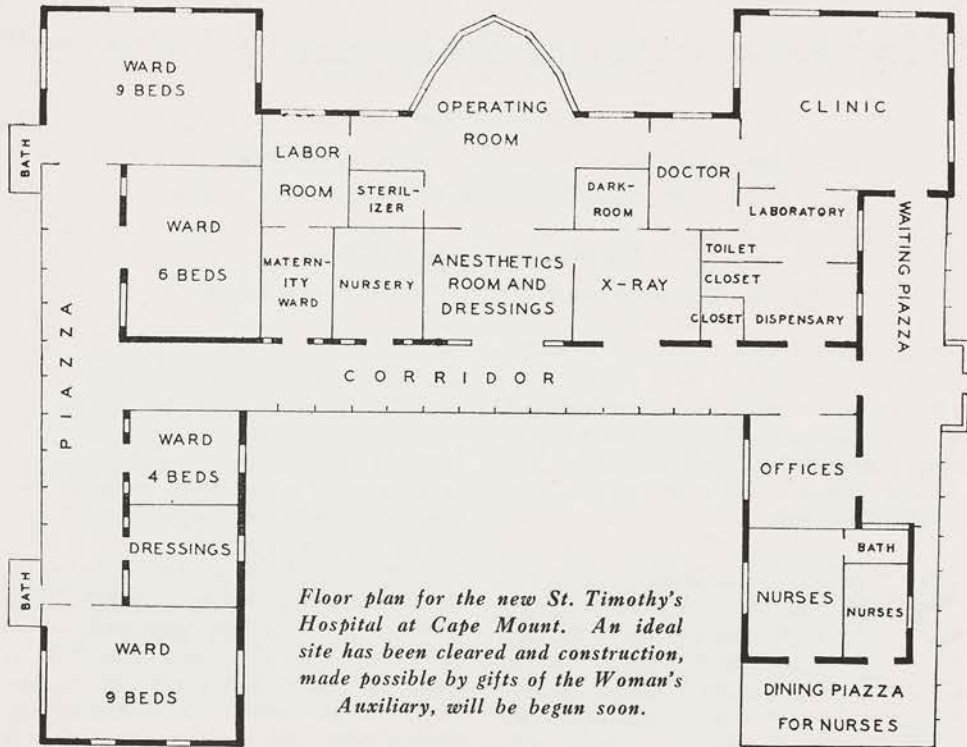 WARD
9 BEDS
BATH
LABOR
ROOM
OPERATING
ROOM
CLINIC
STERIL-
IZER
DARK-
ROOM
DOCTOR
LABORATORY
WARD
6 BEDS
MATERN-
ITY
WARD
NURSERY
ANESTHETICS
ROOM AND
DRESSINGS
X-RAY
TOILET
CLOSET
CLOSET
DISPENSARY
WAITING PIAZZA
PIAZZA
CORRIDOR
WARD
4 BEDS
DRESSINGS
BATH
WARD
9 BEDS
OFFICES
BATH
NURSES
NURSES
DINING PIAZZA
FOR NURSES
Floor plan for the new St. Timothy's
Hospital at Cape Mount. An ideal
site has been cleared and construction,
made possible by gifts of the Woman's
Auxiliary, will be begun soon.